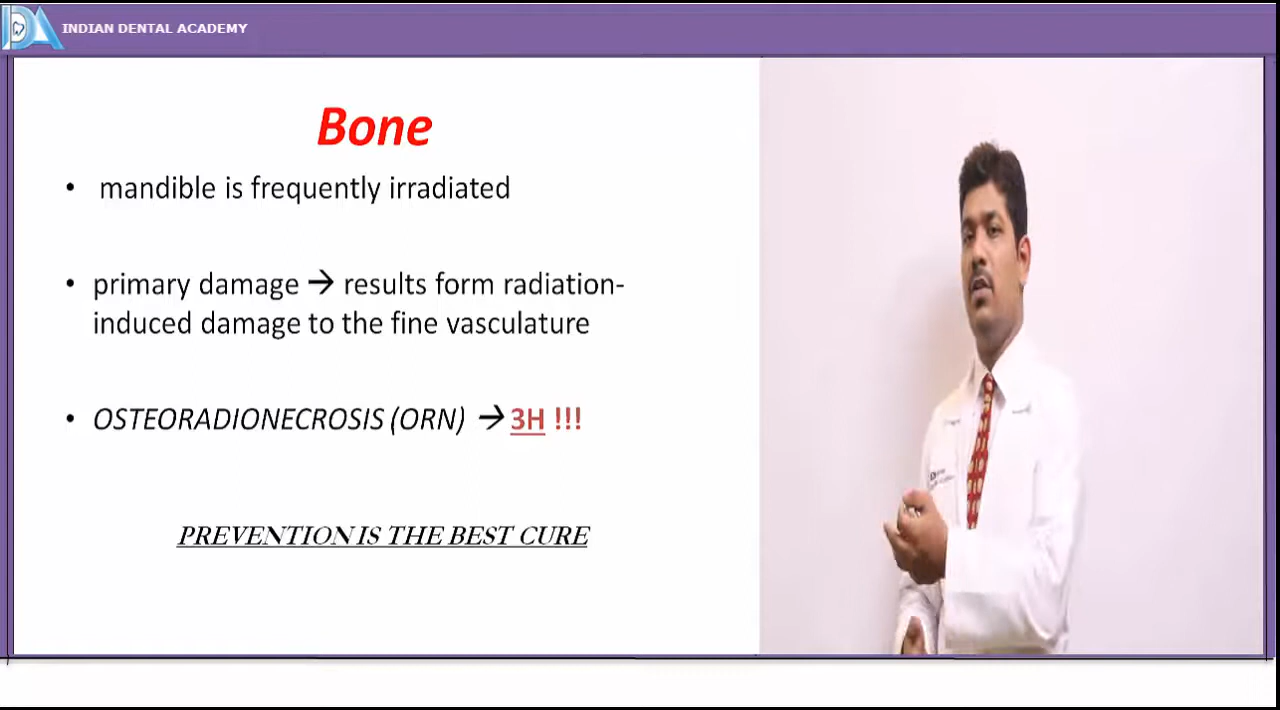 INDIAN DENTAL ACADEMY
Bone
• mandible is frequently irradiated
• primary damage → results form radiation-
induced damage to the fine vasculature
• OSTEORADIONECROSIS (ORN) → 3H !!!
PREVENTION IS THE BEST CURE